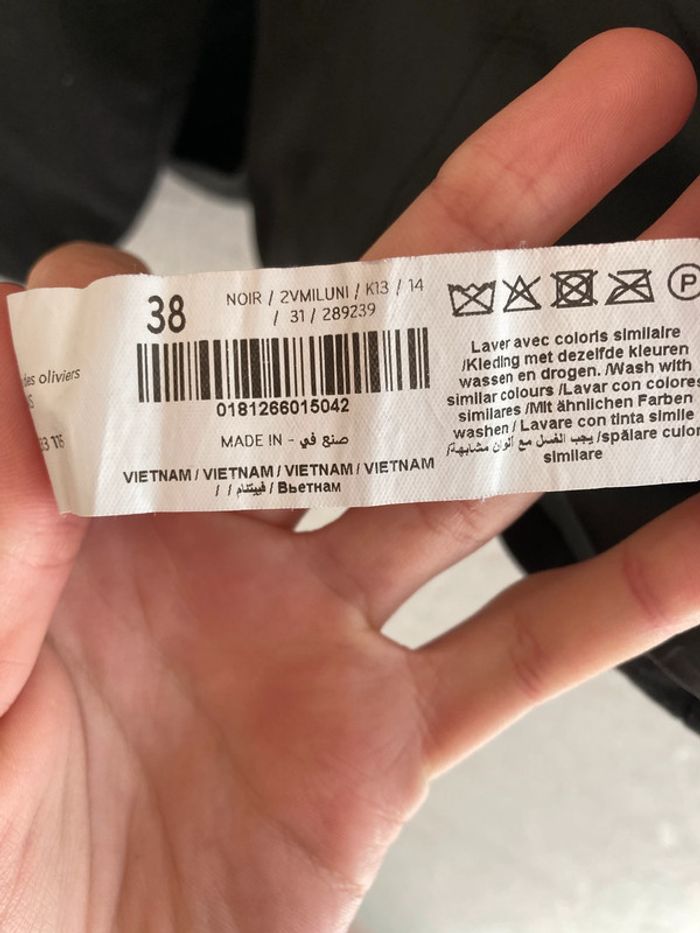 des oliviers
38
NOIR / 2VMILUNI / K13 / 14
/ 31 / 289239
0181266015042
MADE IN - صنع في
VIETNAM / VIETNAM / VIETNAM / VIETNAM
/ / فييتنام / Вьетнам
P
Laver avec coloris similaire
/Kleding met dezelfde kleuren
wassen en drogen. /Wash with
similar colours /Lavar con colores
similares /Mit ähnlichen Farben
washen / Lavare con tinta simile
/يجب الغسل مع ألوان مشابهة /spălare culori
similare